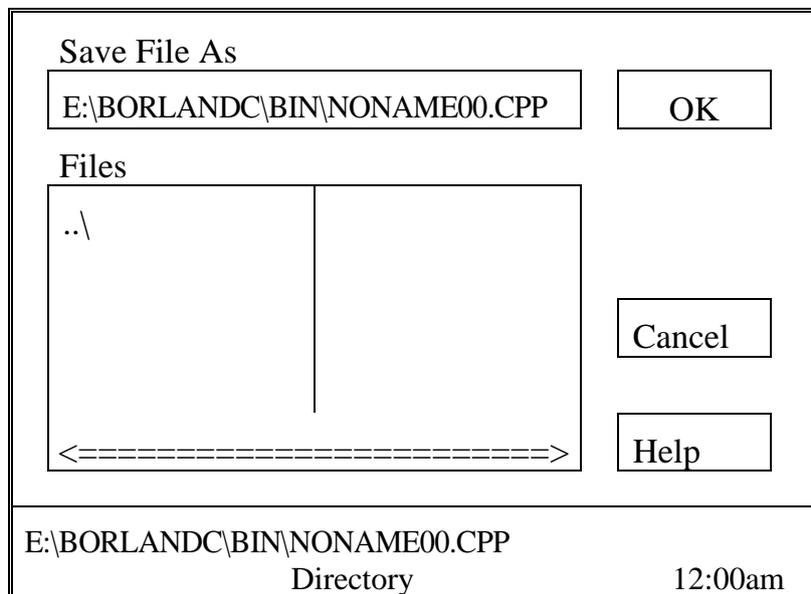 Save File As
E:\BORLANDC\BIN\NONAME00.CPP
OK
Files
..\
Cancel
<========================>
Help
E:\BORLANDC\BIN\NONAME00.CPP
Directory 12:00am